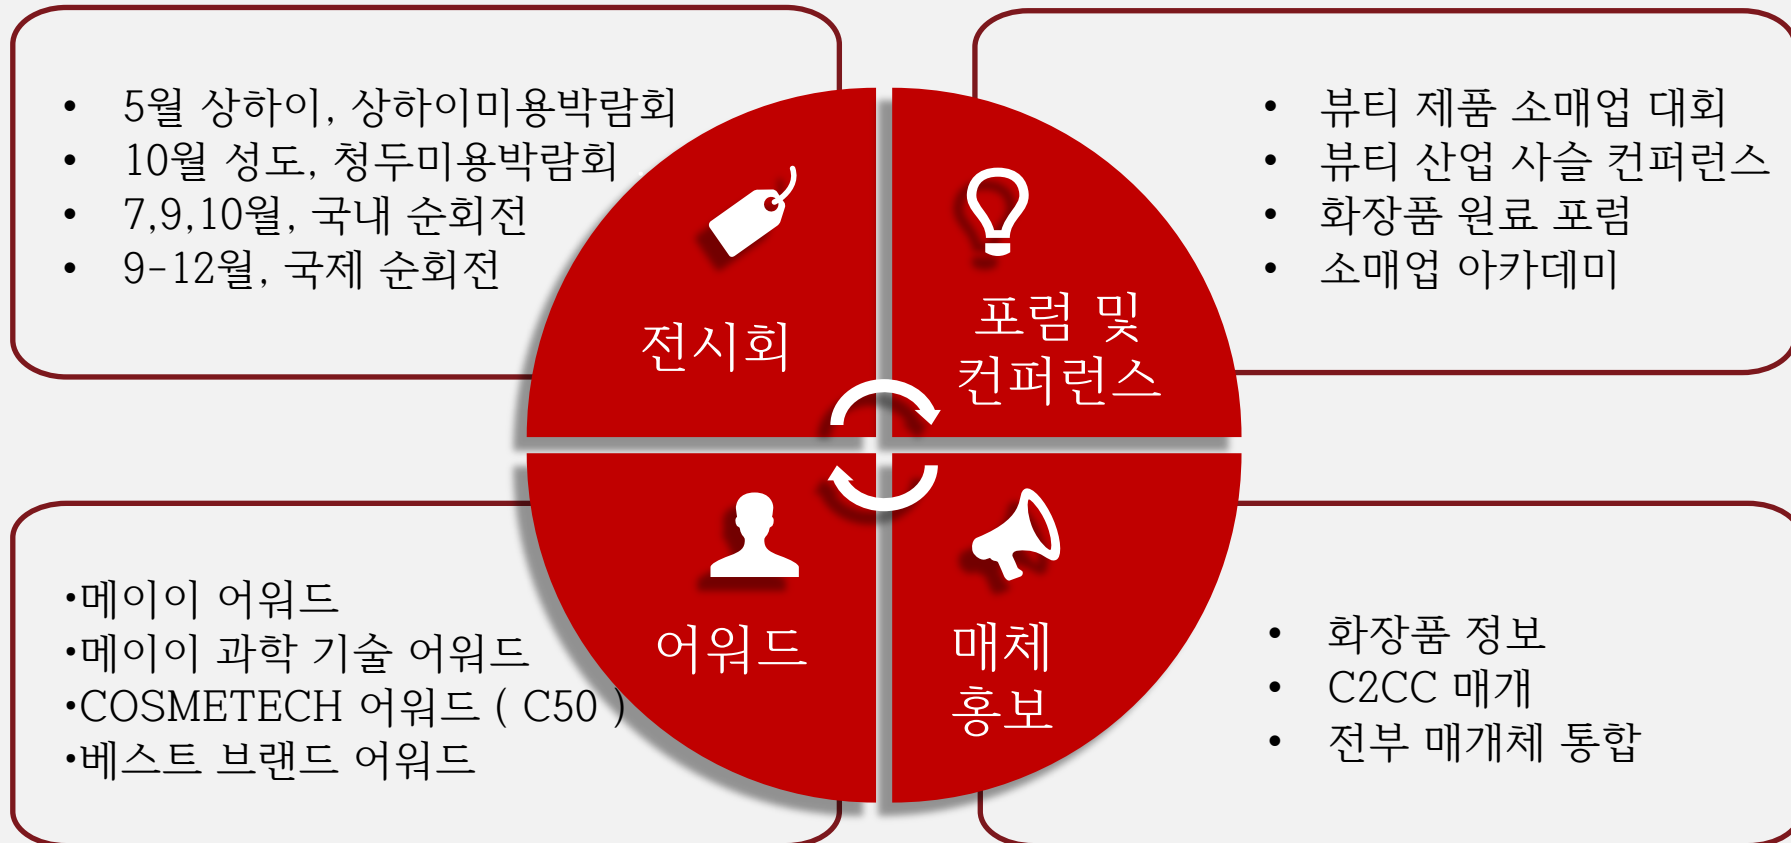 • 5월 상하이, 상하이미용박람회
• 10월 성도, 청두미용박람회
• 7,9,10월, 국내 순회전
• 9-12월, 국제 순회전
전시회
• 뷰티 제품 소매업 대회
• 뷰티 산업 사슬 컨퍼런스
• 화장품 원료 포럼
• 소매업 아카데미
포럼 및
컨퍼런스
•메이이 어워드
•메이이 과학 기술 어워드
•COSMETECH 어워드 ( C50 )
•베스트 브랜드 어워드
어워드
매체
홍보
• 화장품 정보
• C2CC 매개
• 전부 매개체 통합